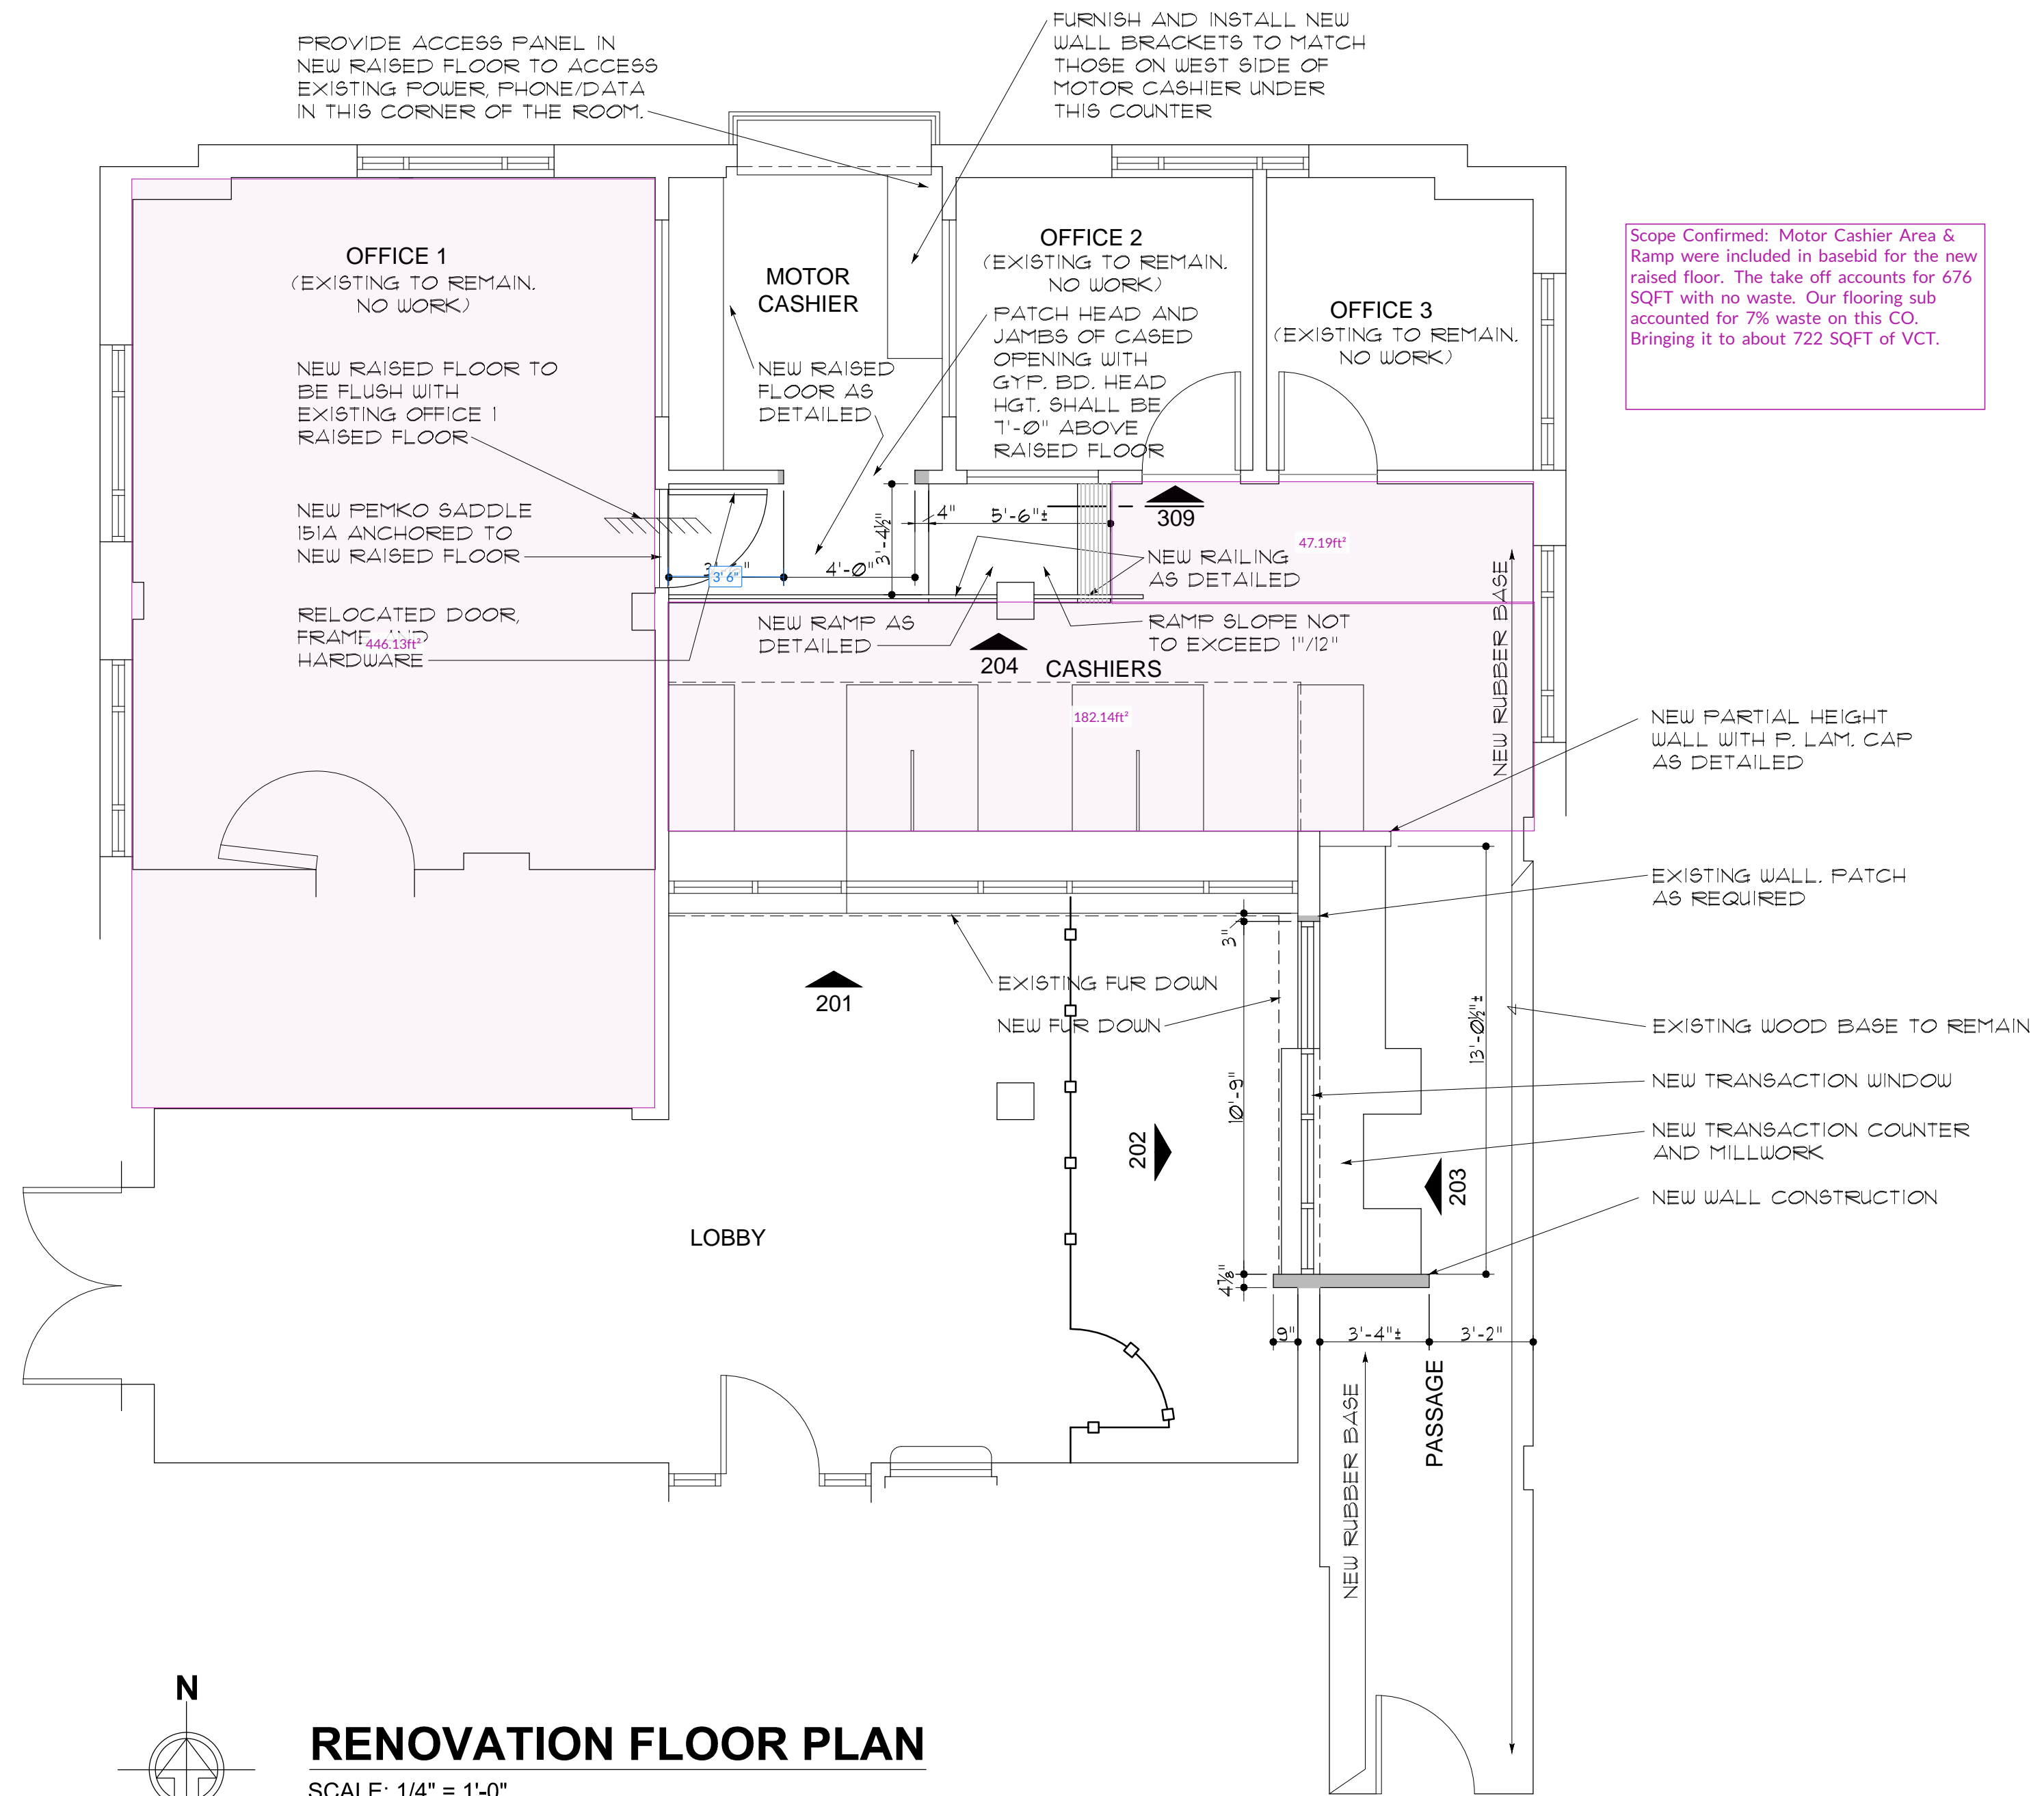 FURNISH AND INSTALL NEW
WALL BRACKETS TO MATCH
THOSE ON WEST SIDE OF
MOTOR CASHIER UNDER
THIS COUNTER
PROVIDE ACCESS PANEL IN
NEW RAISED FLOOR TO ACCESS
EXISTING POWER, PHONE/DATA
IN THIS CORNER OF THE ROOM.
OFFICE 1
(EXISTING TO REMAIN.
NO WORK)
MOTOR
CASHIER
OFFICE 2
(EXISTING TO REMAIN.
NO WORK)
OFFICE 3
(EXISTING TO REMAIN.
NO WORK)
Scope Confirmed: Motor Cashier Area &
Ramp were included in basebid for the new
raised floor. The take off accounts for 676
SQFT with no waste. Our flooring sub
accounted for 7% waste on this CO.
Bringing it to about 722 SQFT of VCT.
PATCH HEAD AND
JAMBS OF CASED
OPENING WITH
GYP. BD. HEAD
HGT. SHALL BE
7'-0" ABOVE
RAISED FLOOR
NEW RAISED
FLOOR AS
DETAILED
NEW RAISED FLOOR TO
BE FLUSH WITH
EXISTING OFFICE 1
RAISED FLOOR
NEW PEMKO SADDLE
151A ANCHORED TO
NEW RAISED FLOOR
RELOCATED DOOR,
FRAME AND
HARDWARE
446.13ft²
3'-4½"
4"
5'-6"±
309
47.19ft²
3'6"
4'-0"
NEW RAILING
AS DETAILED
NEW RAMP AS
DETAILED
204
RAMP SLOPE NOT
TO EXCEED 1"/12"
CASHIERS
182.14ft²
NEW RUBBER BASE
NEW PARTIAL HEIGHT
WALL WITH P. LAM. CAP
AS DETAILED
EXISTING WALL. PATCH
AS REQUIRED
3"
EXISTING FUR DOWN
NEW FUR DOWN
201
13'-0½"±
EXISTING WOOD BASE TO REMAIN
NEW TRANSACTION WINDOW
10'-9"
202
203
NEW TRANSACTION COUNTER
AND MILLWORK
NEW WALL CONSTRUCTION
LOBBY
4⅞"
9"
3'-4"±
3'-2"
PASSAGE
NEW RUBBER BASE
N
RENOVATION FLOOR PLAN
SCALE: 1/4" = 1'-0"